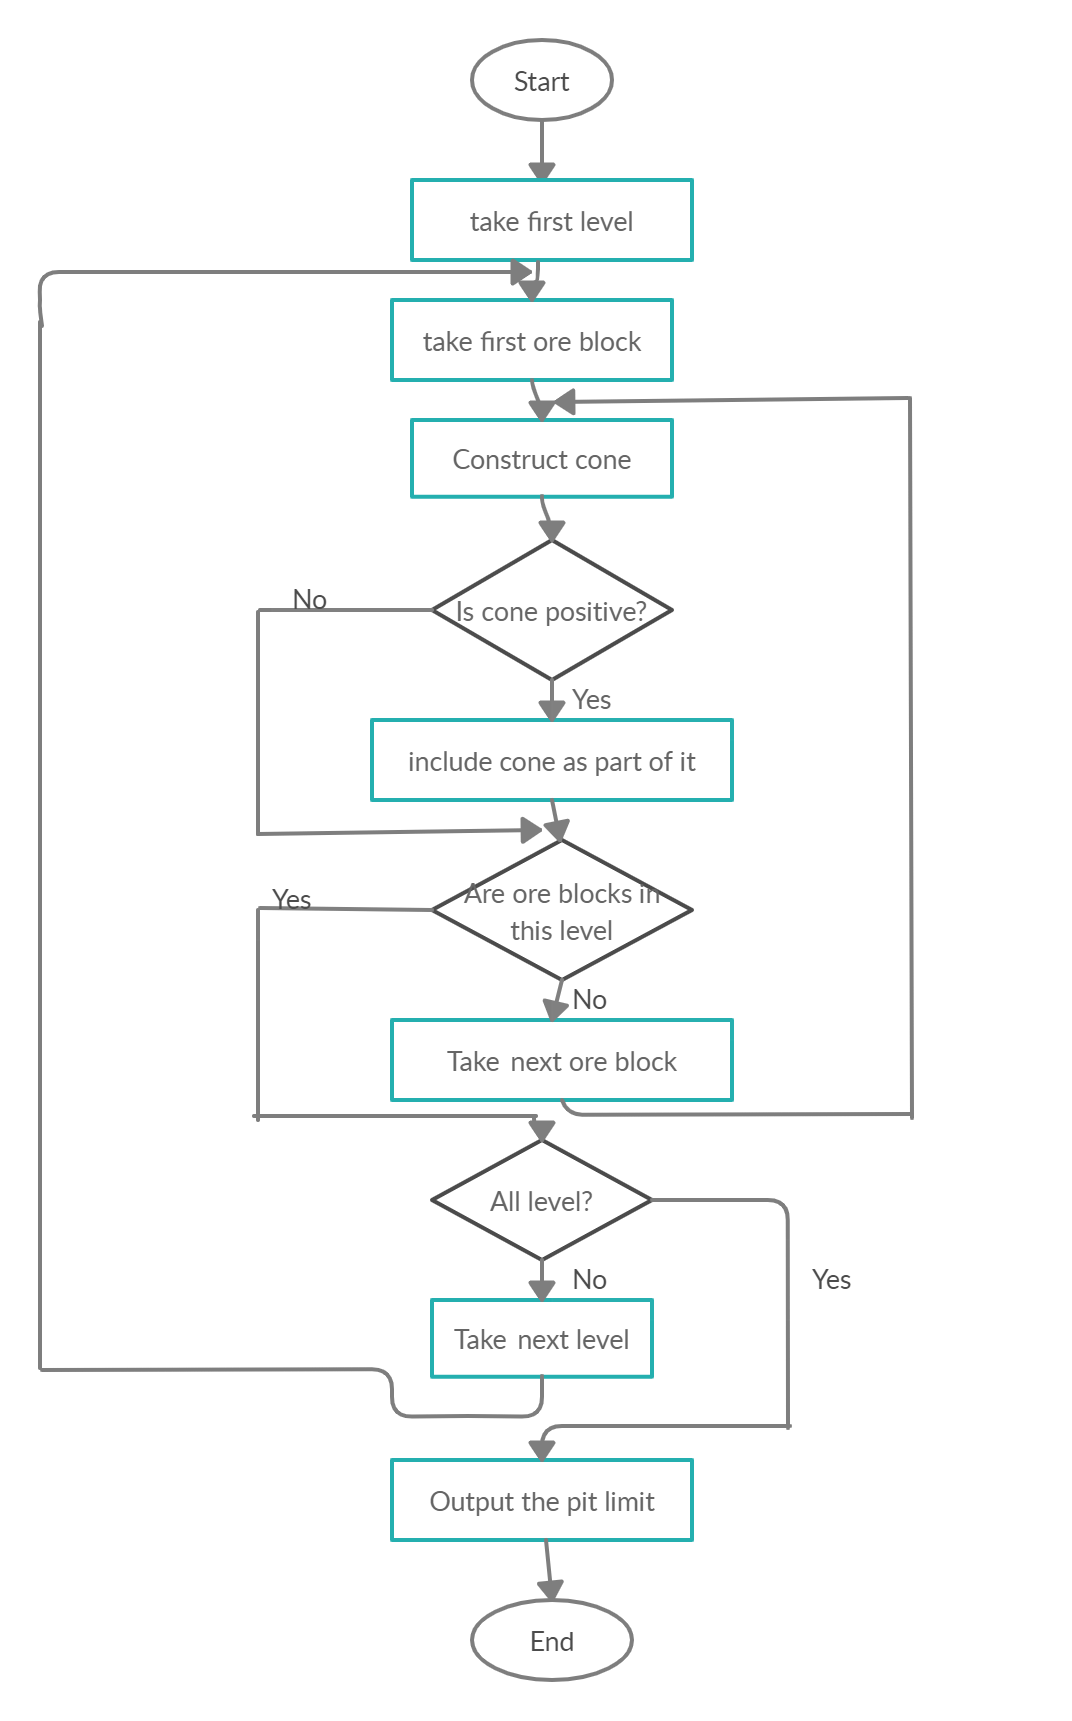 Start
take first level
take first ore block
Construct cone
Is cone positive?
No
Yes
include cone as part of it
Are ore blocks in
this level
Yes
No
Take next ore block
All level?
No
Yes
Take next level
Output the pit limit
End